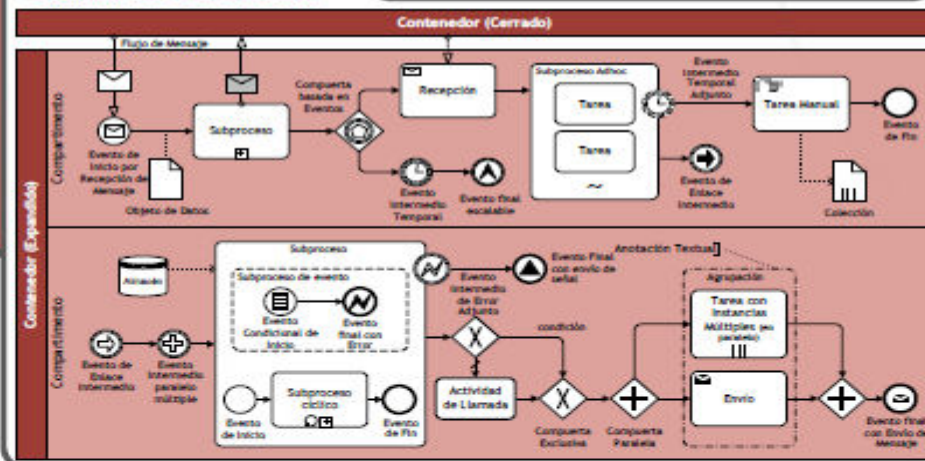 Contenedor (Cerrado)
Flujo de Mensaje
Contenedor (Expandido)
Compartimento
Evento de
Inicio por
Recepción de
Mensaje
Objeto de Datos
Subproceso
Compuerta
basada en
Eventos
Recepción
Evento
Intermedio
Temporal
Evento final
escalable
Subproceso Adhoc
Tarea
Tarea
Evento
Intermedio
Temporal
Adjunto
Evento de
Enlace
Intermedio
Tarea Manual
Evento
de Fin
Colección
Compartimento
Almacén
Evento de
Enlace
Intermedio
Evento
Intermedio
paralelo
múltiple
Subproceso
Subproceso de evento
Evento
Condicional de
Inicio
Evento
final con
Error
Evento
de Inicio
Subproceso
cíclico
Evento
de Fin
Evento
Intermedio
de Error
Adjunto
Evento Final
con envío de
señal
condición
Actividad
de Llamada
Compuerta
Exclusiva
Compuerta
Paralela
Anotación Textual
Agrupación
Tarea con
Instancias
Múltiples (en
paralelo)
Envío
Evento final
con Envío de
Mensaje